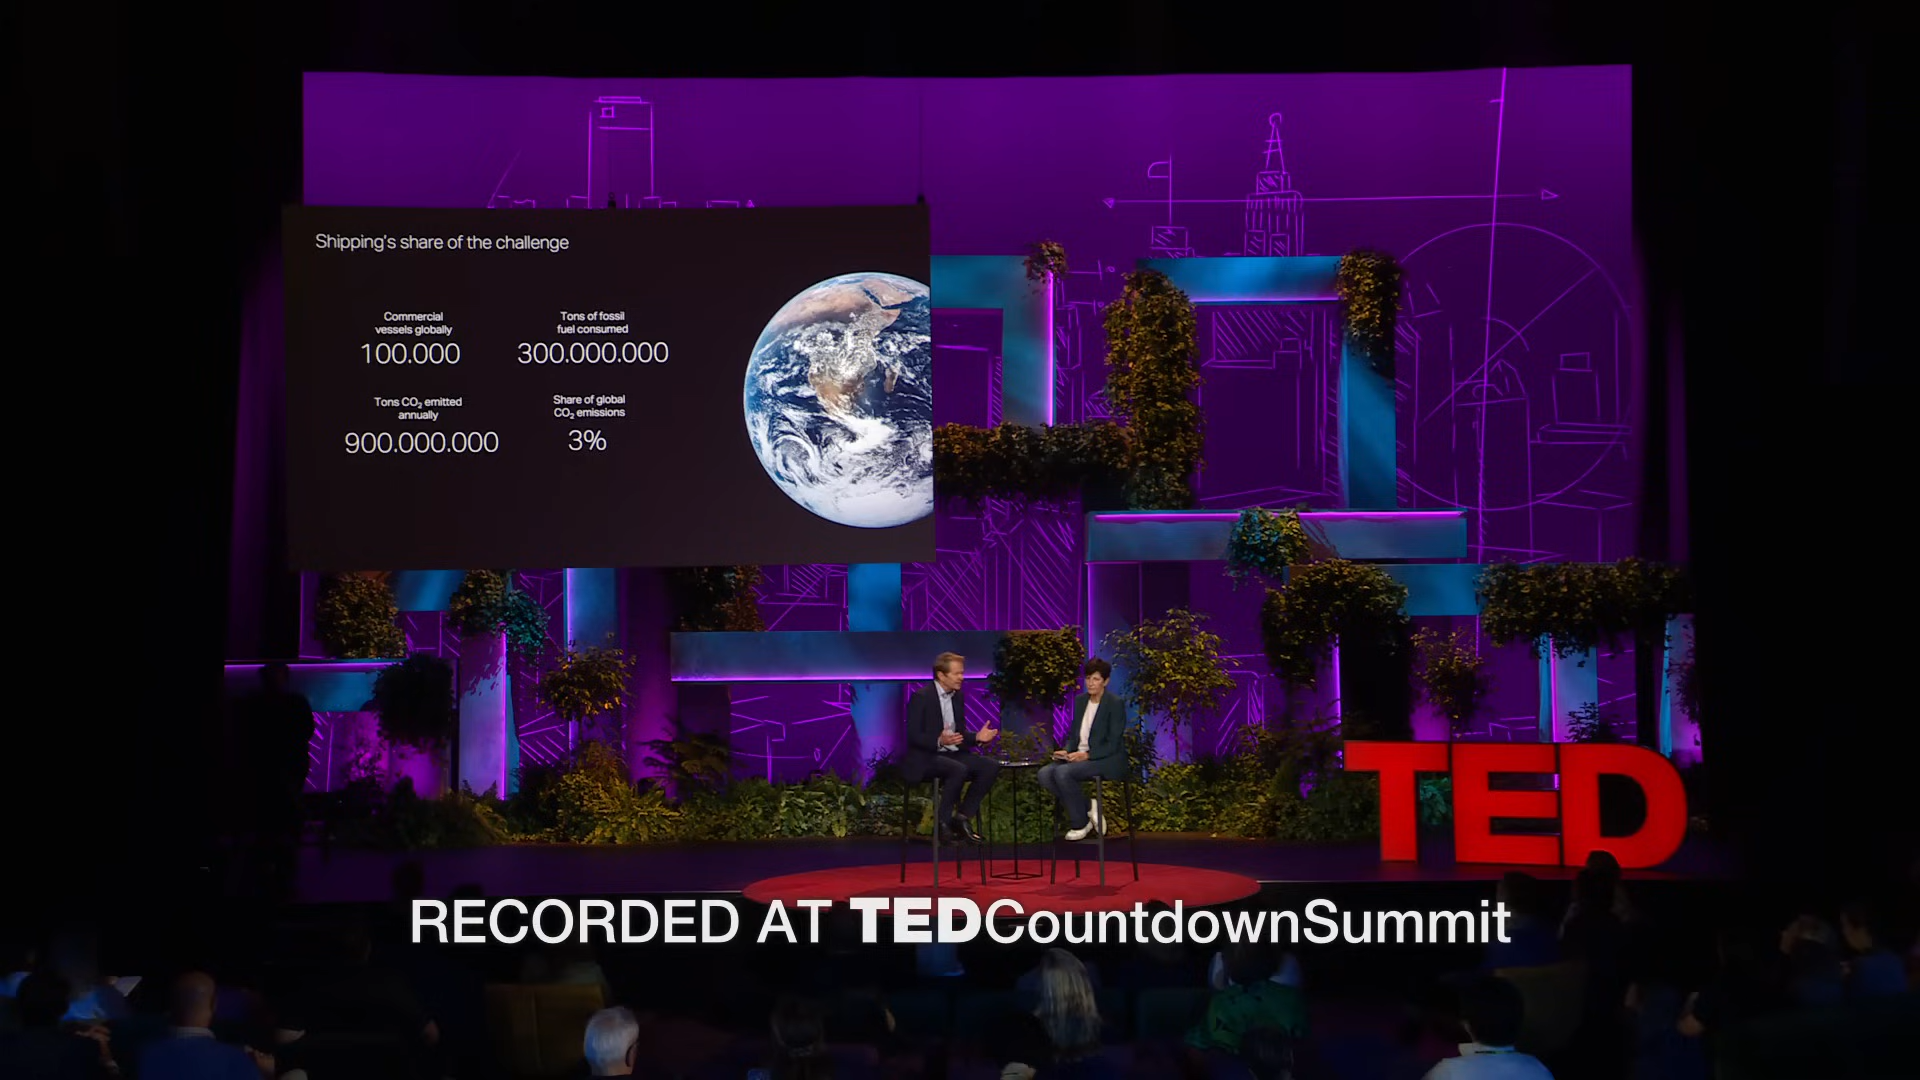 Shipping's share of the challenge
Commercial
vessels globally
100.000
Tons of fossil
fuel consumed
300.000.000
Tons CO₂ emitted
annually
900.000.000
Share of global
CO₂ emissions
3%
TED
RECORDED AT TEDCountdownSummit